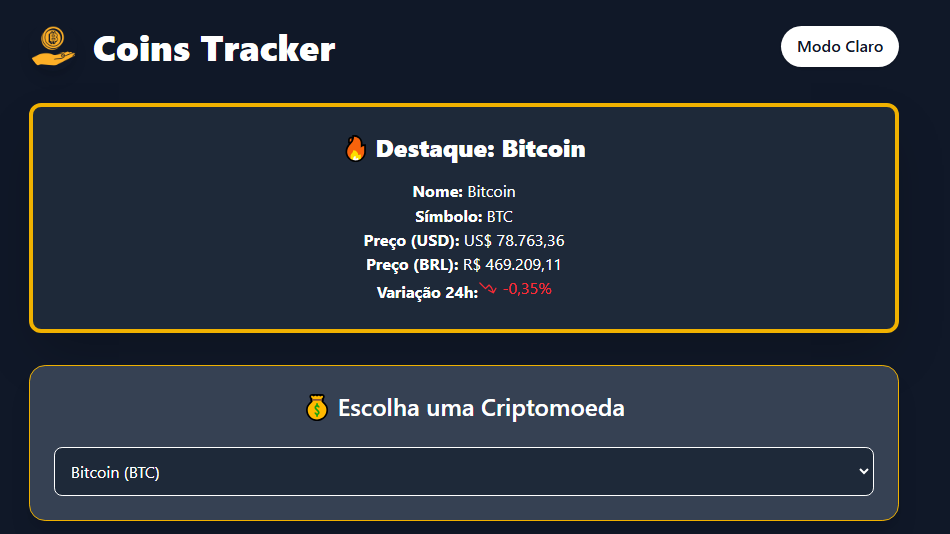 Coins Tracker
Modo Claro
🔥 Destaque: Bitcoin
Nome: Bitcoin
Símbolo: BTC
Preço (USD): US$ 78.763,36
Preço (BRL): R$ 469.209,11
Variação 24h: -0,35%
💰 Escolha uma Criptomoeda
Bitcoin (BTC)